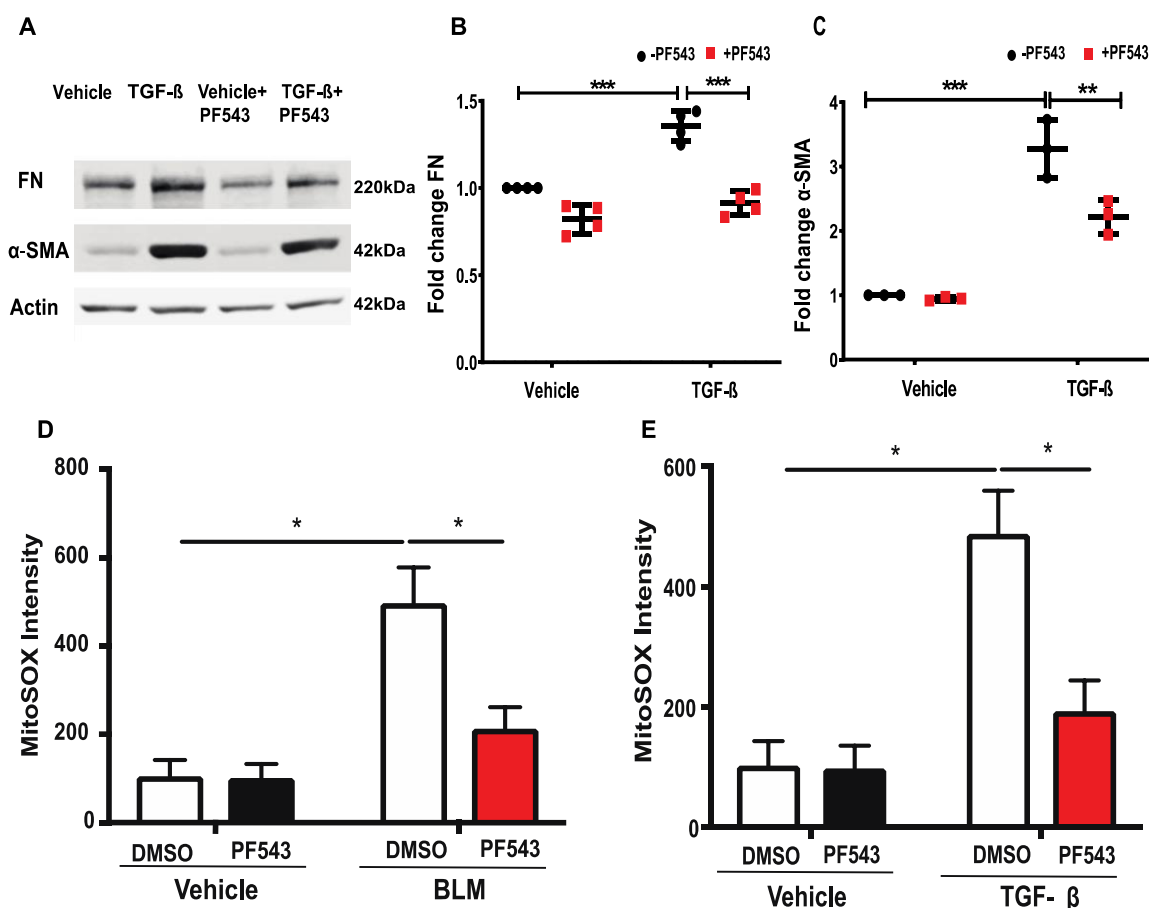 A
Vehicle TGF-ß Vehicle+ PF543 TGF-ß+ PF543
FN 220kDa
α-SMA 42kDa
Actin 42kDa
B
-PF543 +PF543
*** ***
Fold change FN
1.5
1.0
0.5
0.0
Vehicle TGF-ß
C
-PF543 +PF543
*** **
Fold change α-SMA
4
3
2
1
0
Vehicle TGF-ß
D
* *
MitoSOX Intensity
800
600
400
200
0
DMSO PF543 DMSO PF543
Vehicle BLM
E
* *
MitoSOX Intensity
600
400
200
0
DMSO PF543 DMSO PF543
Vehicle TGF- β